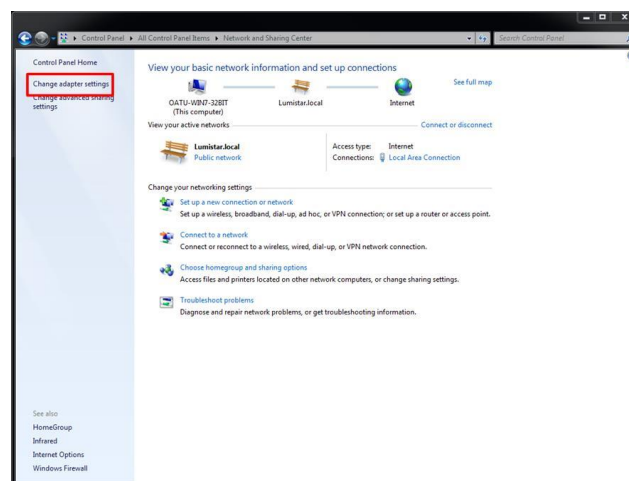 Control Panel ▸ All Control Panel Items ▸ Network and Sharing Center
Search Control Panel
Control Panel Home
Change adapter settings
Change advanced sharing
settings
View your basic network information and set up connections
See full map
OATU-WIN7-32BIT
(This computer)
Lumistar.local
Internet
View your active networks
Connect or disconnect
Lumistar.local
Public network
Access type: Internet
Connections: Local Area Connection
Change your networking settings
Set up a new connection or network
Set up a wireless, broadband, dial-up, ad hoc, or VPN connection; or set up a router or access point.
Connect to a network
Connect or reconnect to a wireless, wired, dial-up, or VPN network connection.
Choose homegroup and sharing options
Access files and printers located on other network computers, or change sharing settings.
Troubleshoot problems
Diagnose and repair network problems, or get troubleshooting information.
See also
HomeGroup
Infrared
Internet Options
Windows Firewall